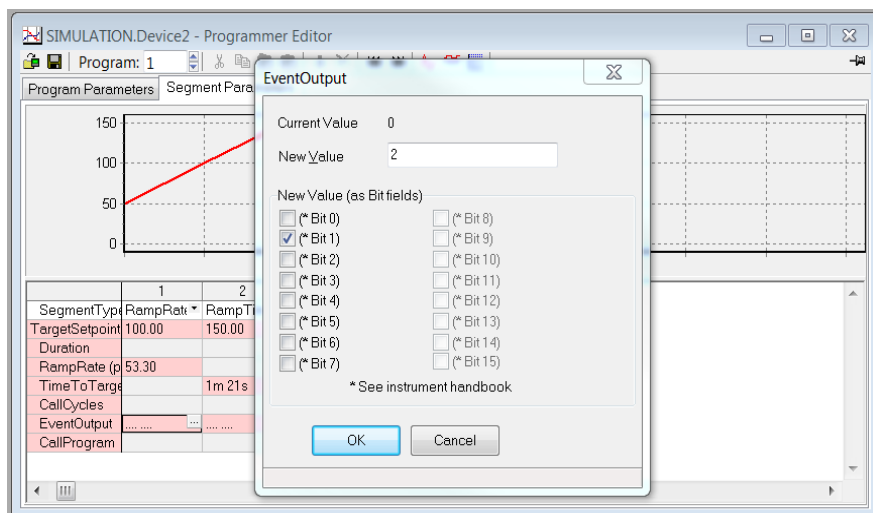 SIMULATION.Device2 - Programmer Editor
Program: 1
Program Parameters Segment Para
EventOutput
Current Value 0
New Value 2
New Value (as Bit fields)
(* Bit 0) (* Bit 8)
(* Bit 1) (* Bit 9)
(* Bit 2) (* Bit 10)
(* Bit 3) (* Bit 11)
(* Bit 4) (* Bit 12)
(* Bit 5) (* Bit 13)
(* Bit 6) (* Bit 14)
(* Bit 7) (* Bit 15)
* See instrument handbook
OK Cancel
150
100
50
0
1 2
SegmentType RampRate RampTi
TargetSetpoint 100.00 150.00
Duration
RampRate (p 53.30
TimeToTarge 1m 21s
CallCycles
EventOutput .... .... ... .... ....
CallProgram